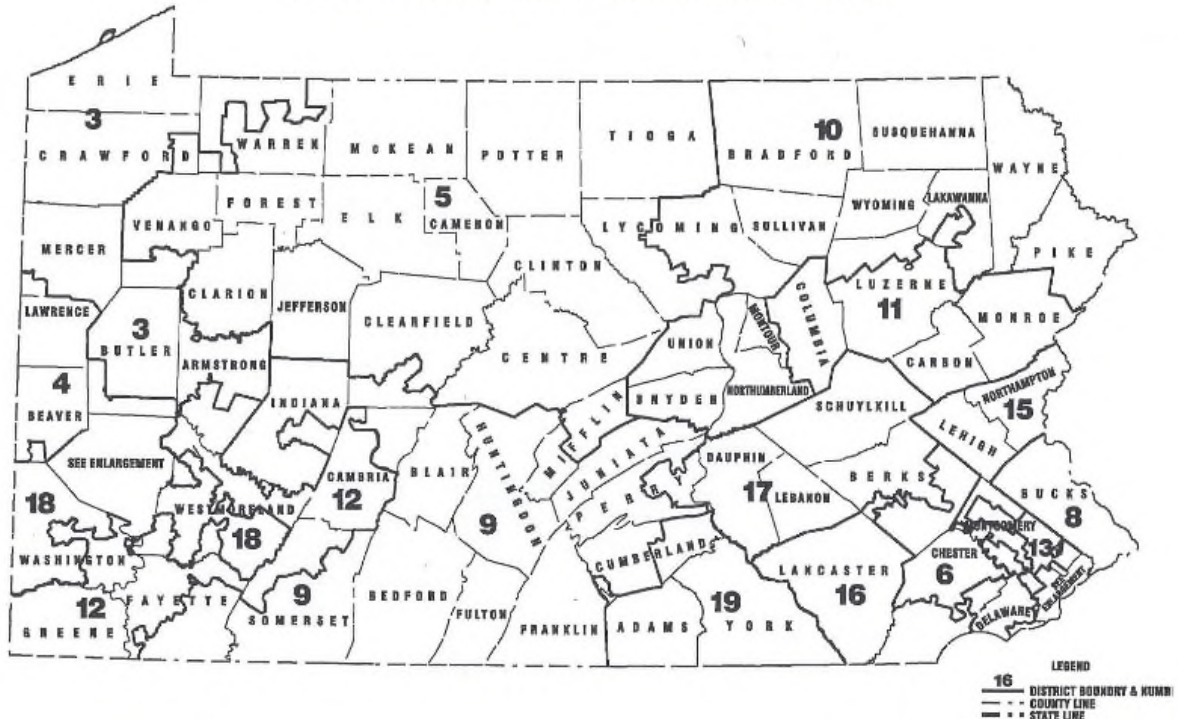 ERIE
3
CRAWFORD
WARREN
McKEAN
POTTER
TIOGA
10
BRADFORD
SUSQUEHANNA
WAYNE
VENANGO
FOREST
5
ELK
CAMENON
WYOMING
LAKAWANNA
MERCER
LYCOMING
SULLIVAN
PIKE
CLINTON
LAWRENCE
CLARION
JEFFERSON
LUZERNE
11
COLUMBIA
MONROE
3
BUTLER
CLEARFIELD
CENTRE
UNION
MONTOUR
CARBON
ARMSTRONG
4
BEAVER
INDIANA
SNYDER
NORTHUMBERLAND
SCHUYLKILL
NORTHAMPTON
15
LEHIGH
MIFFLIN
SEE ENLARGEMENT
BLAIR
HUNTINGDON
JUNIATA
DAUPHIN
CAMBRIA
12
BERKS
BUCKS
18
WESTMORELAND
18
9
PERRY
17
LEBANON
8
MONTGOMERY
13
WASHINGTON
CUMBERLAND
CHESTER
6
LANCASTER
16
SEE ENLARGEMENT
12
FAYETTE
GREENE
9
SOMERSET
BEDFORD
FULTON
FRANKLIN
ADAMS
19
YORK
DELAWARE
LEGEND
16
DISTRICT BOUNDRY & NUMB
COUNTY LINE
STATE LINE